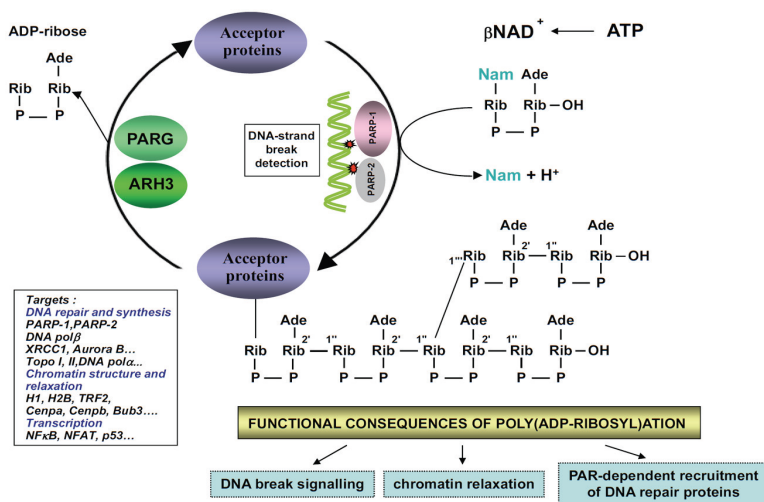 ADP-ribose
Ade
Rib Rib
P — P
PARG
ARH3
Acceptor
proteins
DNA-strand
break
detection
PARP-1
PARP-2
βNAD+ ← ATP
Nam Ade
Rib Rib—OH
P — P
Nam + H+
Acceptor
proteins
Ade Ade
1''' Rib Rib 2' 1'' Rib Rib—OH
P — P P — P
Ade Ade Ade
Rib Rib 2' 1'' Rib Rib 2' 1'' Rib Rib 2' 1'' Rib Rib—OH
P — P P — P P — P P — P
Targets :
DNA repair and synthesis
PARP-1,PARP-2
DNA polβ
XRCC1, Aurora B…
Topo I, II,DNA polα...
Chromatin structure and
relaxation
H1, H2B, TRF2,
Cenpa, Cenpb, Bub3….
Transcription
NFκB, NFAT, p53…
FUNCTIONAL CONSEQUENCES OF POLY(ADP-RIBOSYL)ATION
DNA break signalling
chromatin relaxation
PAR-dependent recruitment
of DNA repair proteins